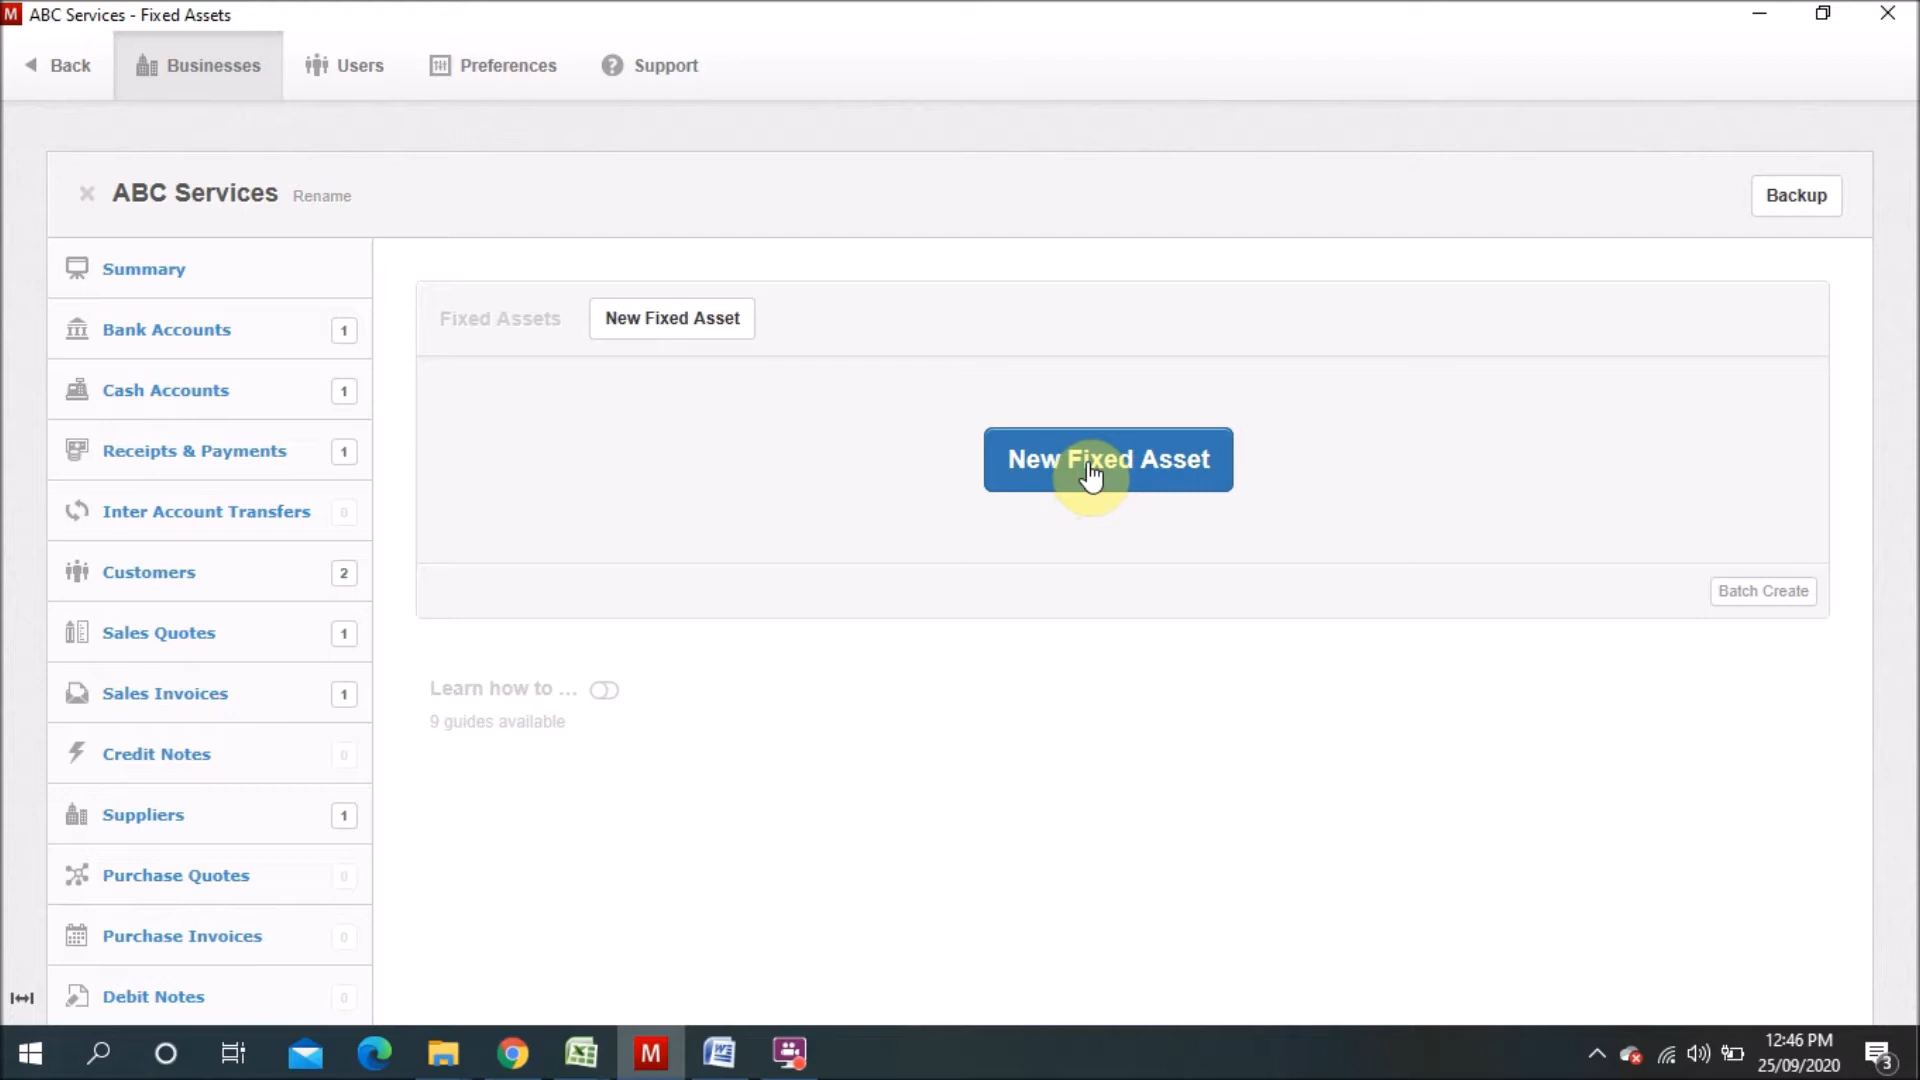 M ABC Services - Fixed Assets
Back Businesses Users Preferences ? Support
ABC Services Rename Backup
Summary
Bank Accounts 1
Cash Accounts 1
Receipts & Payments 1
Inter Account Transfers 0
Customers 2
Sales Quotes 1
Sales Invoices 1
Credit Notes 0
Suppliers 1
Purchase Quotes 0
Purchase Invoices 0
Debit Notes 0
Fixed Assets New Fixed Asset
New Fixed Asset
Batch Create
Learn how to ...
9 guides available
M
12:46 PM
25/09/2020
3